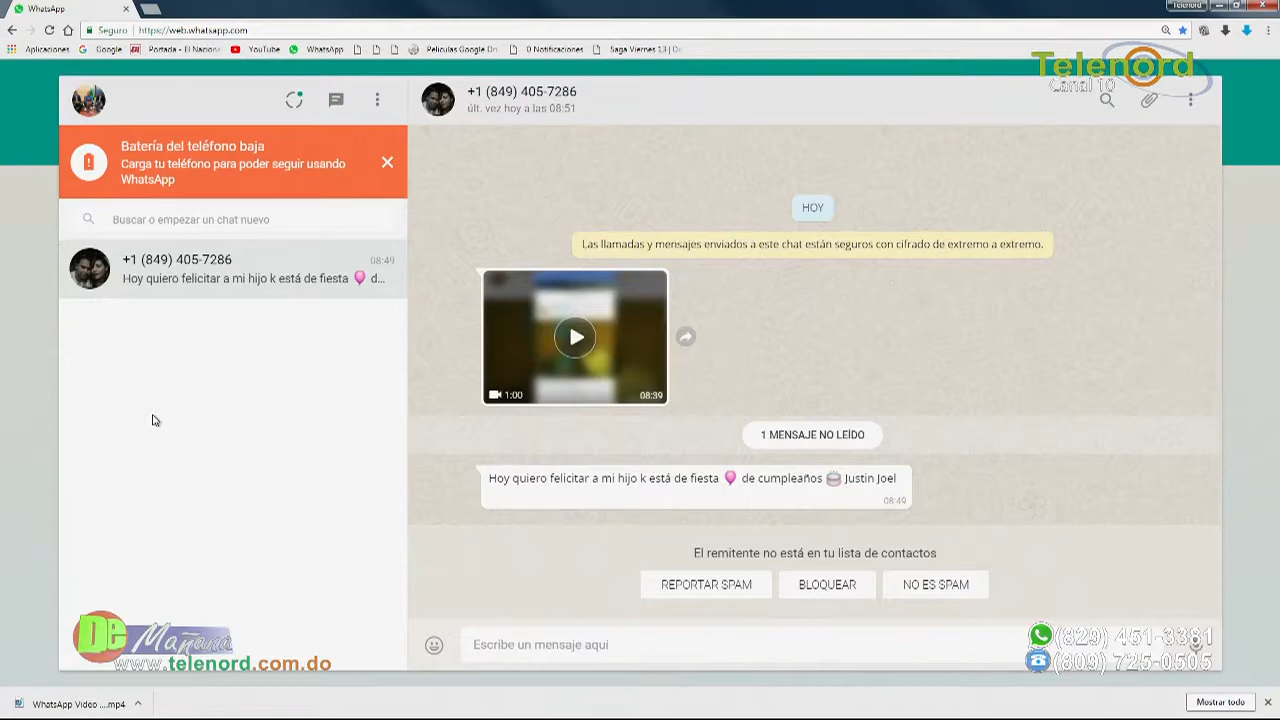 WhatsApp
Telenord
Seguro
https://web.whatsapp.com
Aplicaciones
Google
Portada - El Naciona
YouTube
WhatsApp
Peliculas Google Dri
0 Notificaciones
Saga Viernes 13 | De
Telenord
Canal 10
+1 (849) 405-7286
últ. vez hoy a las 08:51
Batería del teléfono baja
Carga tu teléfono para poder seguir usando
WhatsApp
Buscar o empezar un chat nuevo
+1 (849) 405-7286
08:49
Hoy quiero felicitar a mi hijo k está de fiesta 🎈 d...
HOY
Las llamadas y mensajes enviados a este chat están seguros con cifrado de extremo a extremo.
1:00
08:39
1 MENSAJE NO LEÍDO
Hoy quiero felicitar a mi hijo k está de fiesta 🎈 de cumpleaños 🎂 Justin Joel
08:49
El remitente no está en tu lista de contactos
REPORTAR SPAM
BLOQUEAR
NO ES SPAM
Escribe un mensaje aquí
De Mañana
www.telenord.com.do
(829) 451-3381
(809) 725-0505
WhatsApp Video ....mp4
Mostrar todo